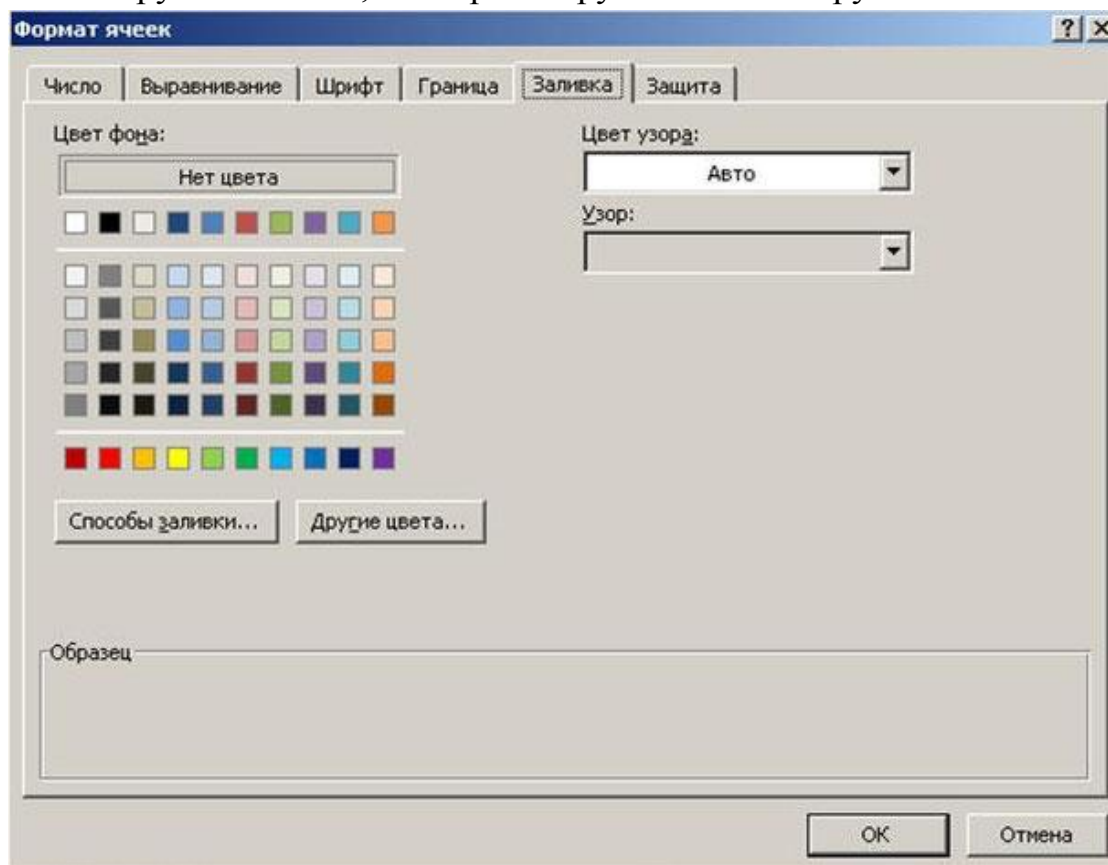 Формат ячеек
Число Выравнивание Шрифт Граница Заливка Защита
Цвет фона:
Нет цвета
Цвет узора:
Авто
Узор:
Способы заливки... Другие цвета...
Образец
ОК Отмена